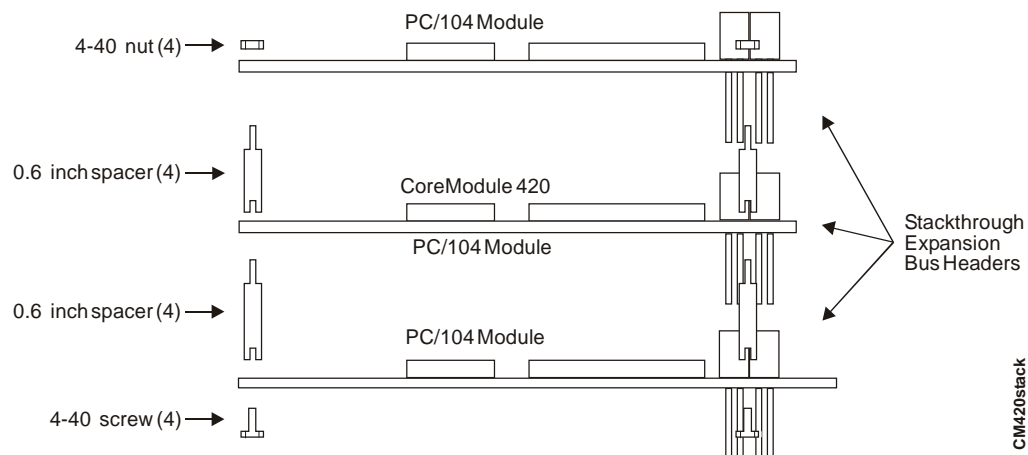 PC/104 Module
4-40 nut (4)
0.6 inch spacer (4)
CoreModule 420
PC/104 Module
Stackthrough
Expansion
Bus Headers
0.6 inch spacer (4)
PC/104 Module
4-40 screw (4)
CM420stack